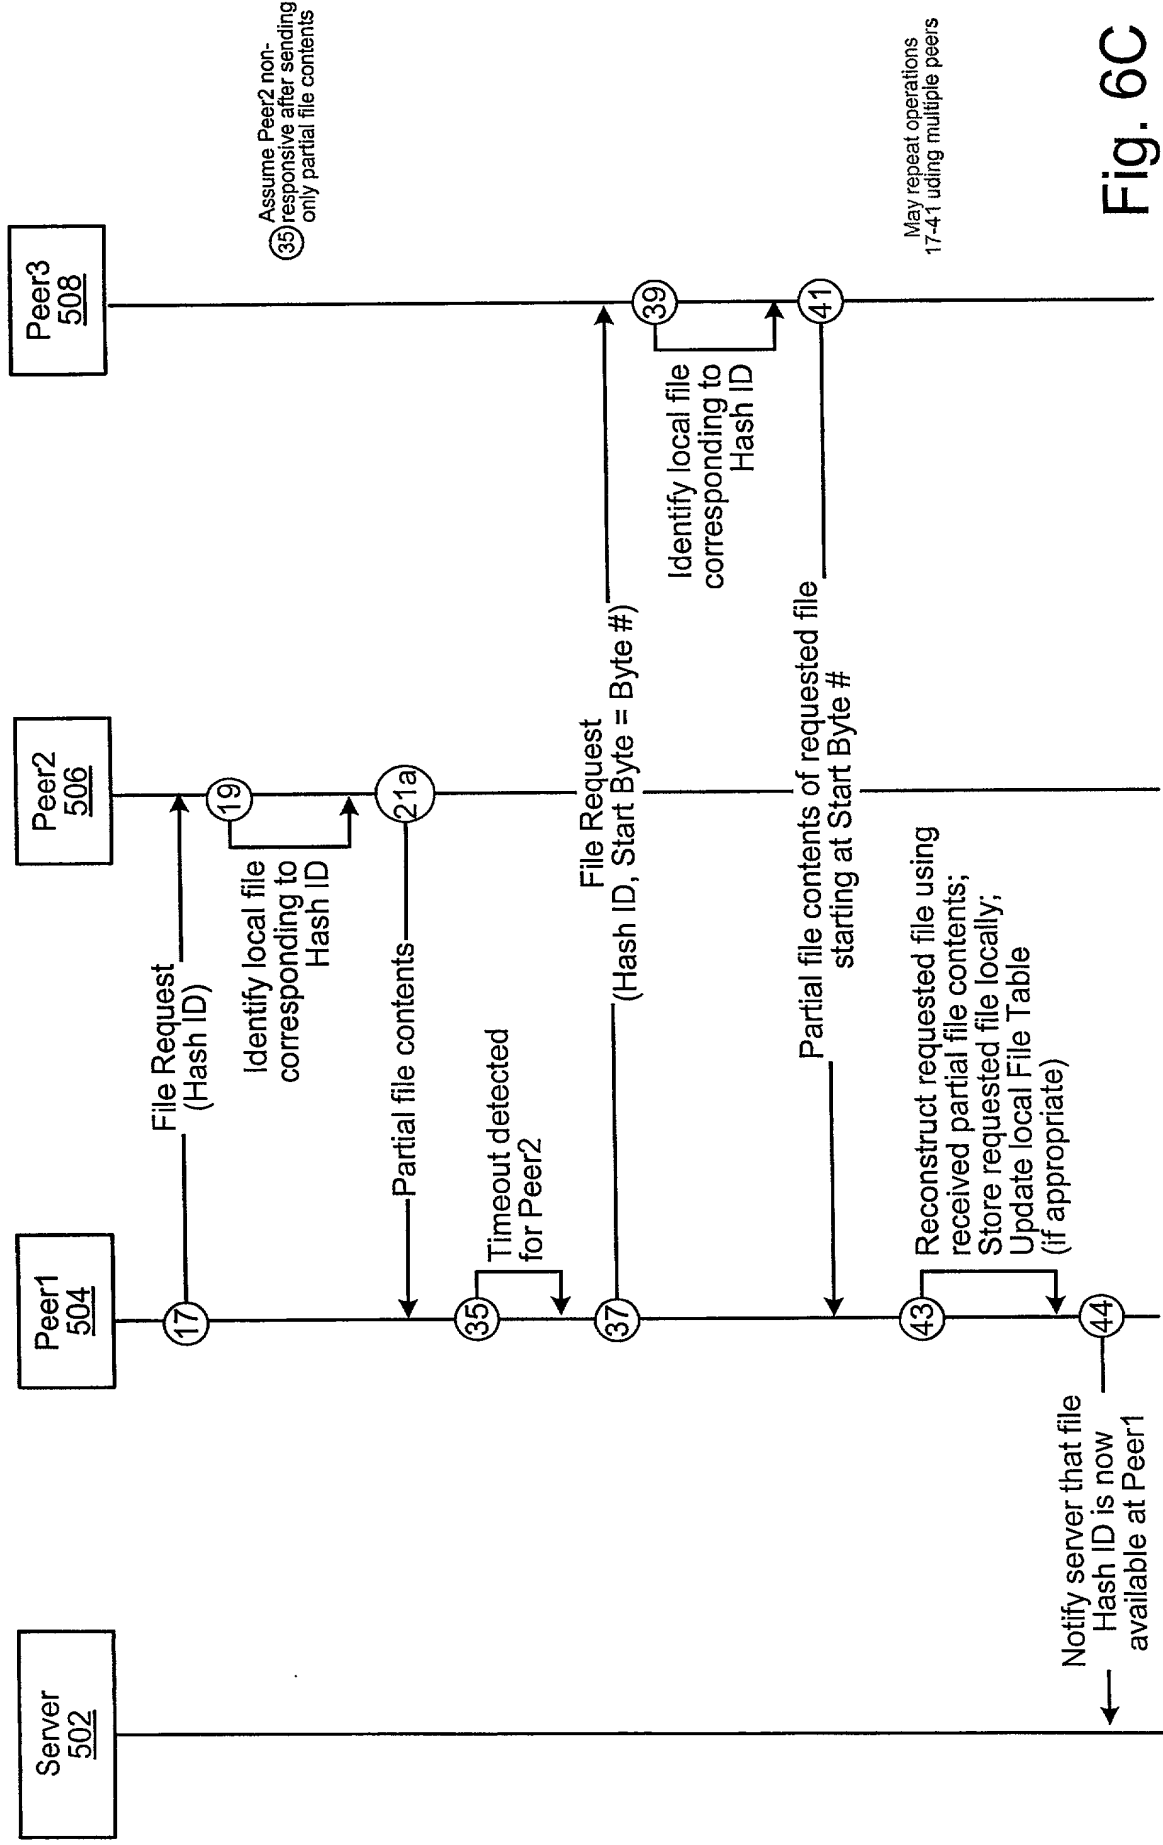 Server
502
Peer1
504
Peer2
506
Peer3
508
17
File Request
(Hash ID)
19
Identify local file
corresponding to
Hash ID
35
Assume Peer2 non-
responsive after sending
only partial file contents
21a
Partial file contents
35
Timeout detected
for Peer2
37
File Request
(Hash ID, Start Byte = Byte #)
39
Identify local file
corresponding to
Hash ID
41
Partial file contents of requested file
starting at Start Byte #
43
Reconstruct requested file using
received partial file contents;
Store requested file locally;
Update local File Table
(if appropriate)
May repeat operations
17-41 uding multiple peers
44
Notify server that file
Hash ID is now
available at Peer1
Fig. 6C